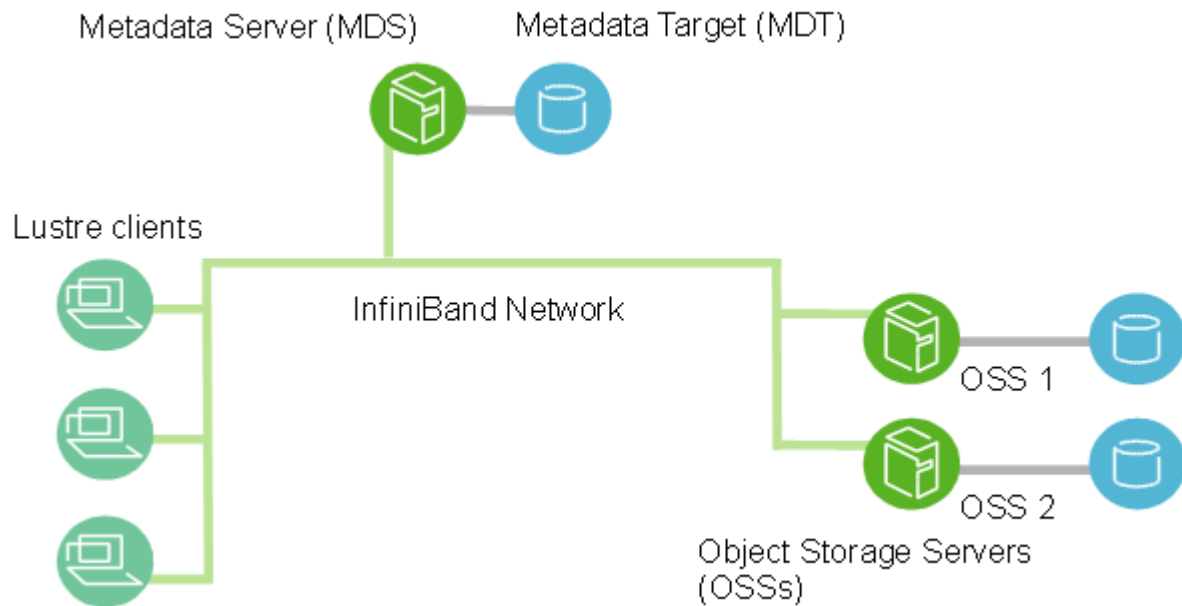 Metadata Server (MDS)
Metadata Target (MDT)
Lustre clients
InfiniBand Network
OSS 1
OSS 2
Object Storage Servers
(OSSs)